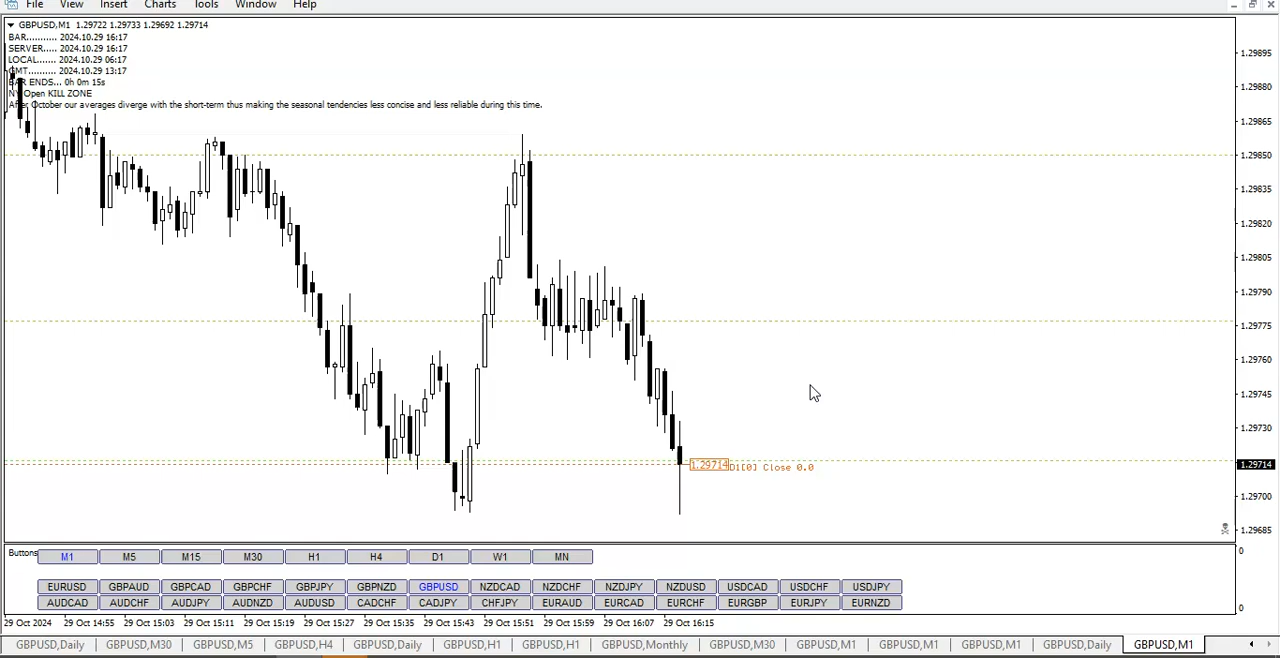 File View Insert Charts Tools Window Help
GBPUSD,M1 1.29722 1.29733 1.29692 1.29714
BAR........... 2024.10.29 16:17
SERVER..... 2024.10.29 16:17
LOCAL....... 2024.10.29 06:17
GMT.......... 2024.10.29 13:17
BAR ENDS... 0h 0m 15s
NY Open KILL ZONE
After October our averages diverge with the short-term thus making the seasonal tendencies less concise and less reliable during this time.
1.29895
1.29880
1.29865
1.29850
1.29835
1.29820
1.29805
1.29790
1.29775
1.29760
1.29745
1.29730
1.29714 D1[0] Close 0.0 1.29714
1.29700
1.29685
Buttons M1 M5 M15 M30 H1 H4 D1 W1 MN 0
EURUSD GBPAUD GBPCAD GBPCHF GBPJPY GBPNZD GBPUSD NZDCAD NZDCHF NZDJPY NZDUSD USDCAD USDCHF USDJPY
AUDCAD AUDCHF AUDJPY AUDNZD AUDUSD CADCHF CADJPY CHFJPY EURAUD EURCAD EURCHF EURGBP EURJPY EURNZD 0
29 Oct 2024 29 Oct 14:55 29 Oct 15:03 29 Oct 15:11 29 Oct 15:19 29 Oct 15:27 29 Oct 15:35 29 Oct 15:43 29 Oct 15:51 29 Oct 15:59 29 Oct 16:07 29 Oct 16:15
GBPUSD,Daily GBPUSD,M30 GBPUSD,M5 GBPUSD,H4 GBPUSD,Daily GBPUSD,H1 GBPUSD,H1 GBPUSD,Monthly GBPUSD,M30 GBPUSD,M1 GBPUSD,M1 GBPUSD,M1 GBPUSD,Daily GBPUSD,M1